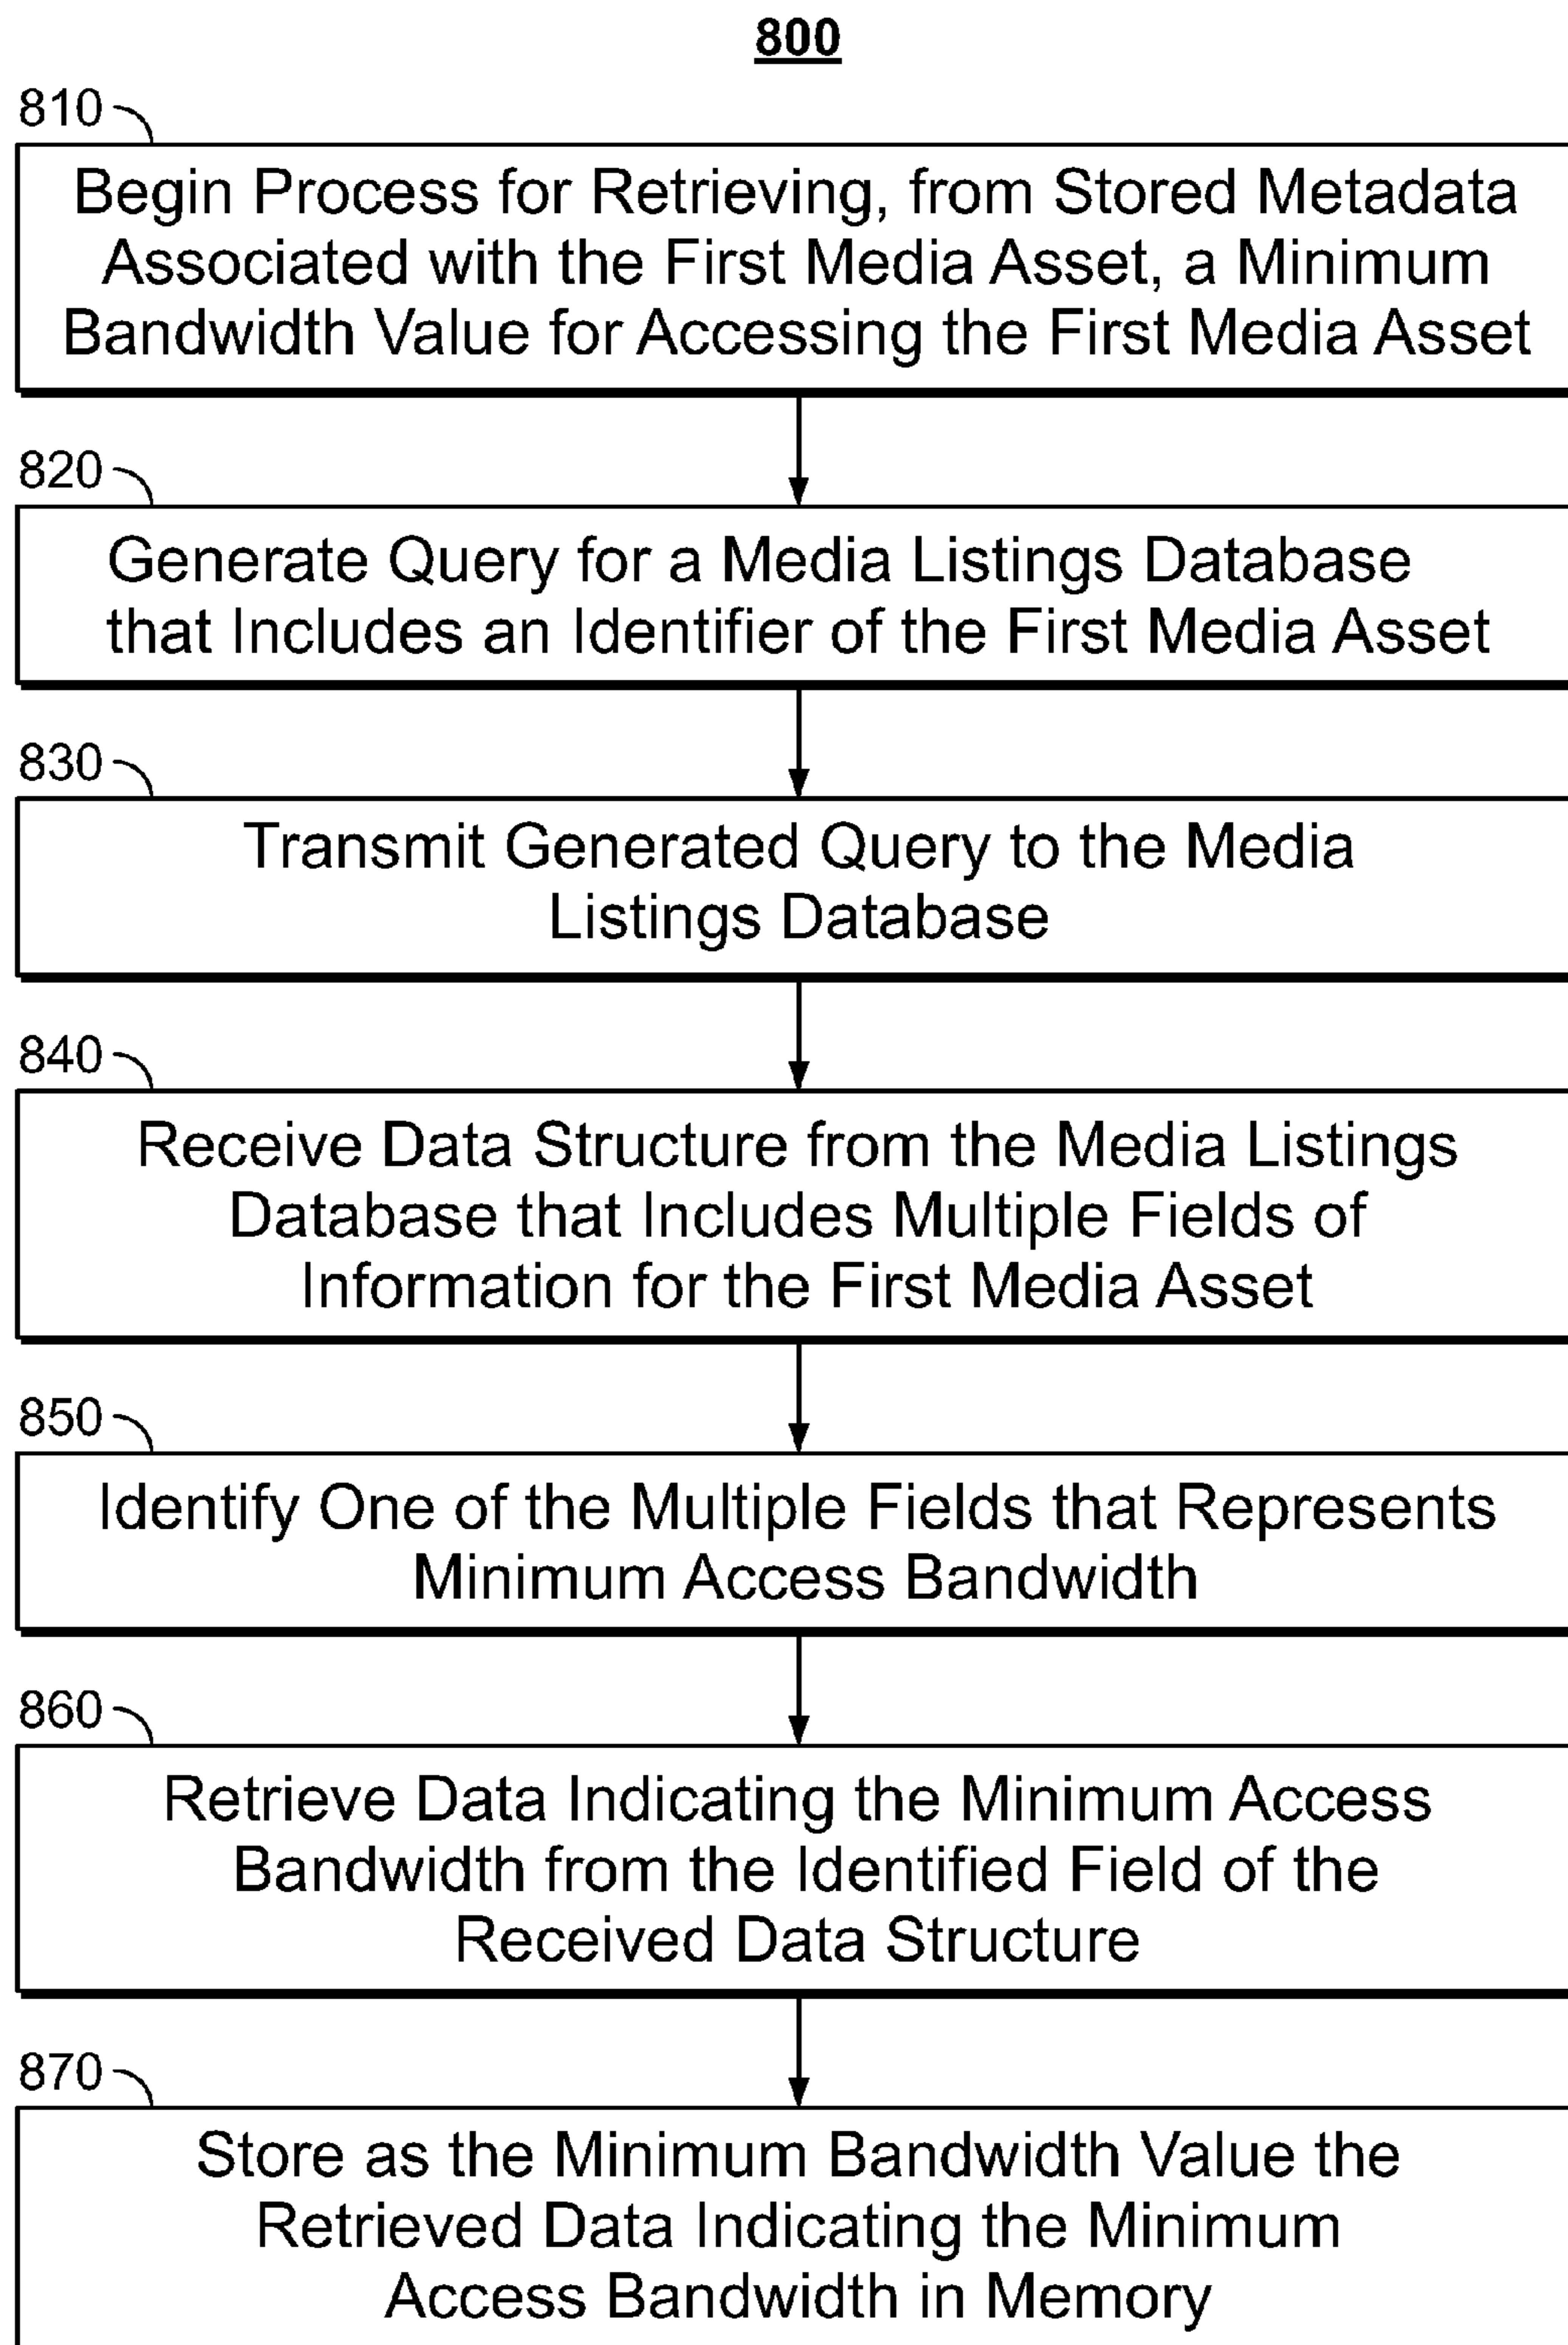 800
810
Begin Process for Retrieving, from Stored Metadata
Associated with the First Media Asset, a Minimum
Bandwidth Value for Accessing the First Media Asset
820
Generate Query for a Media Listings Database
that Includes an Identifier of the First Media Asset
830
Transmit Generated Query to the Media
Listings Database
840
Receive Data Structure from the Media Listings
Database that Includes Multiple Fields of
Information for the First Media Asset
850
Identify One of the Multiple Fields that Represents
Minimum Access Bandwidth
860
Retrieve Data Indicating the Minimum Access
Bandwidth from the Identified Field of the
Received Data Structure
870
Store as the Minimum Bandwidth Value the
Retrieved Data Indicating the Minimum
Access Bandwidth in Memory